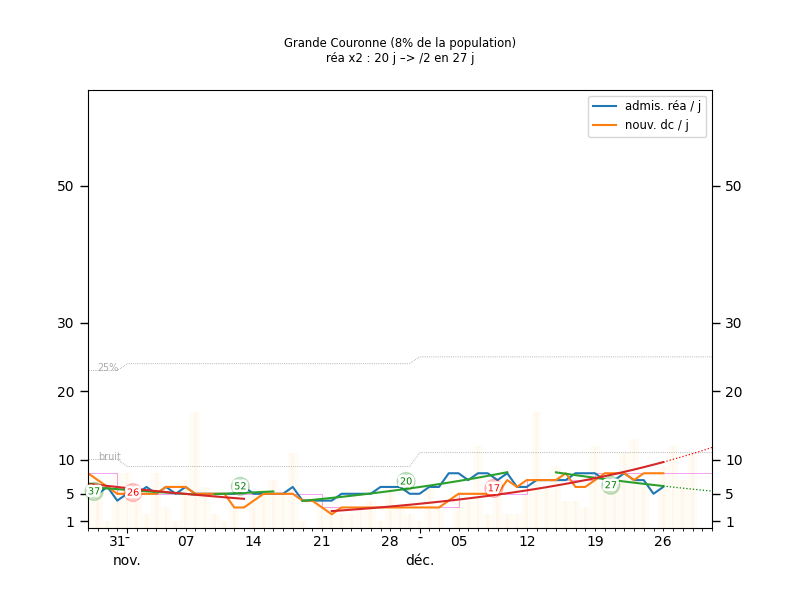 Grande Couronne (8% de la population)
réa x2 : 20 j –> /2 en 27 j
admis. réa / j
nouv. dc / j
50 50
30 30
25%
20 20
bruit
10 10
5 5
1 1
37 26 52 20 17 27
31 07 14 21 28 05 12 19 26
nov. déc.